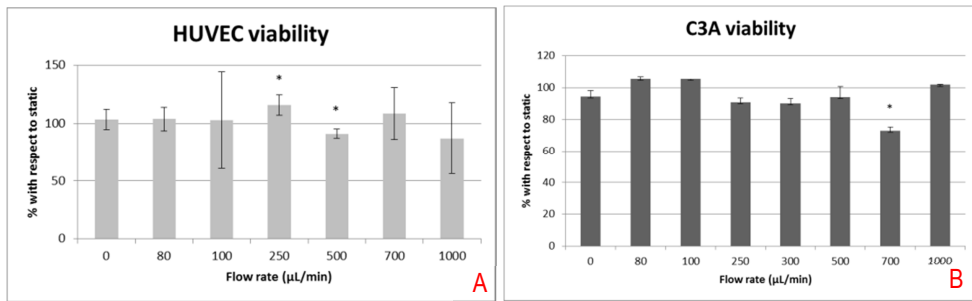 HUVEC viability
% with respect to static
150
100
50
0
*
*
0 80 100 250 500 700 1000
Flow rate (µL/min)
A
C3A viability
% with respect to static
120
100
80
60
40
20
0
*
0 80 100 250 300 500 700 1000
Flow rate (µL/min)
B